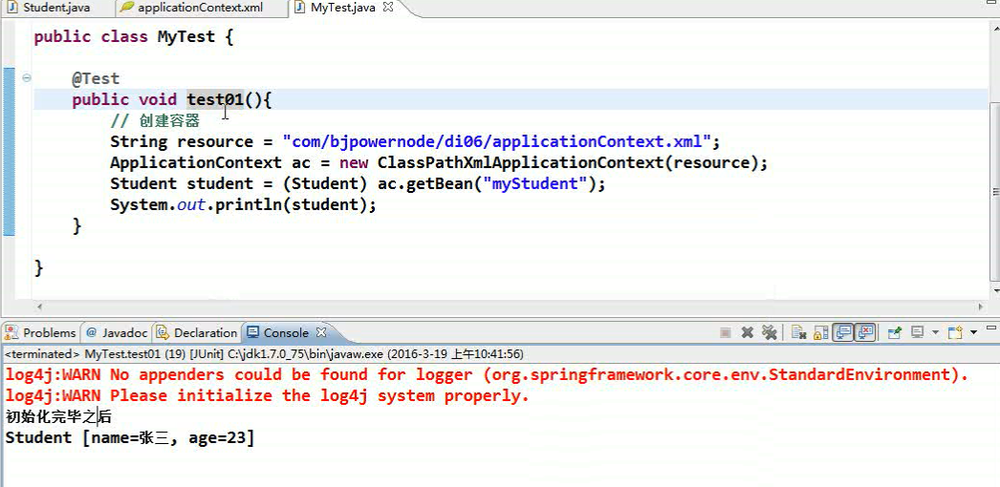 Student.java applicationContext.xml MyTest.java
public class MyTest {
@Test
public void test01(){
// 创建容器
String resource = "com/bjpowernode/di06/applicationContext.xml";
ApplicationContext ac = new ClassPathXmlApplicationContext(resource);
Student student = (Student) ac.getBean("myStudent");
System.out.println(student);
}
}
Problems @ Javadoc Declaration Console
<terminated> MyTest.test01 (19) [JUnit] C:\jdk1.7.0_75\bin\javaw.exe (2016-3-19 上午10:41:56)
log4j:WARN No appenders could be found for logger (org.springframework.core.env.StandardEnvironment).
log4j:WARN Please initialize the log4j system properly.
初始化完毕之后
Student [name=张三, age=23]